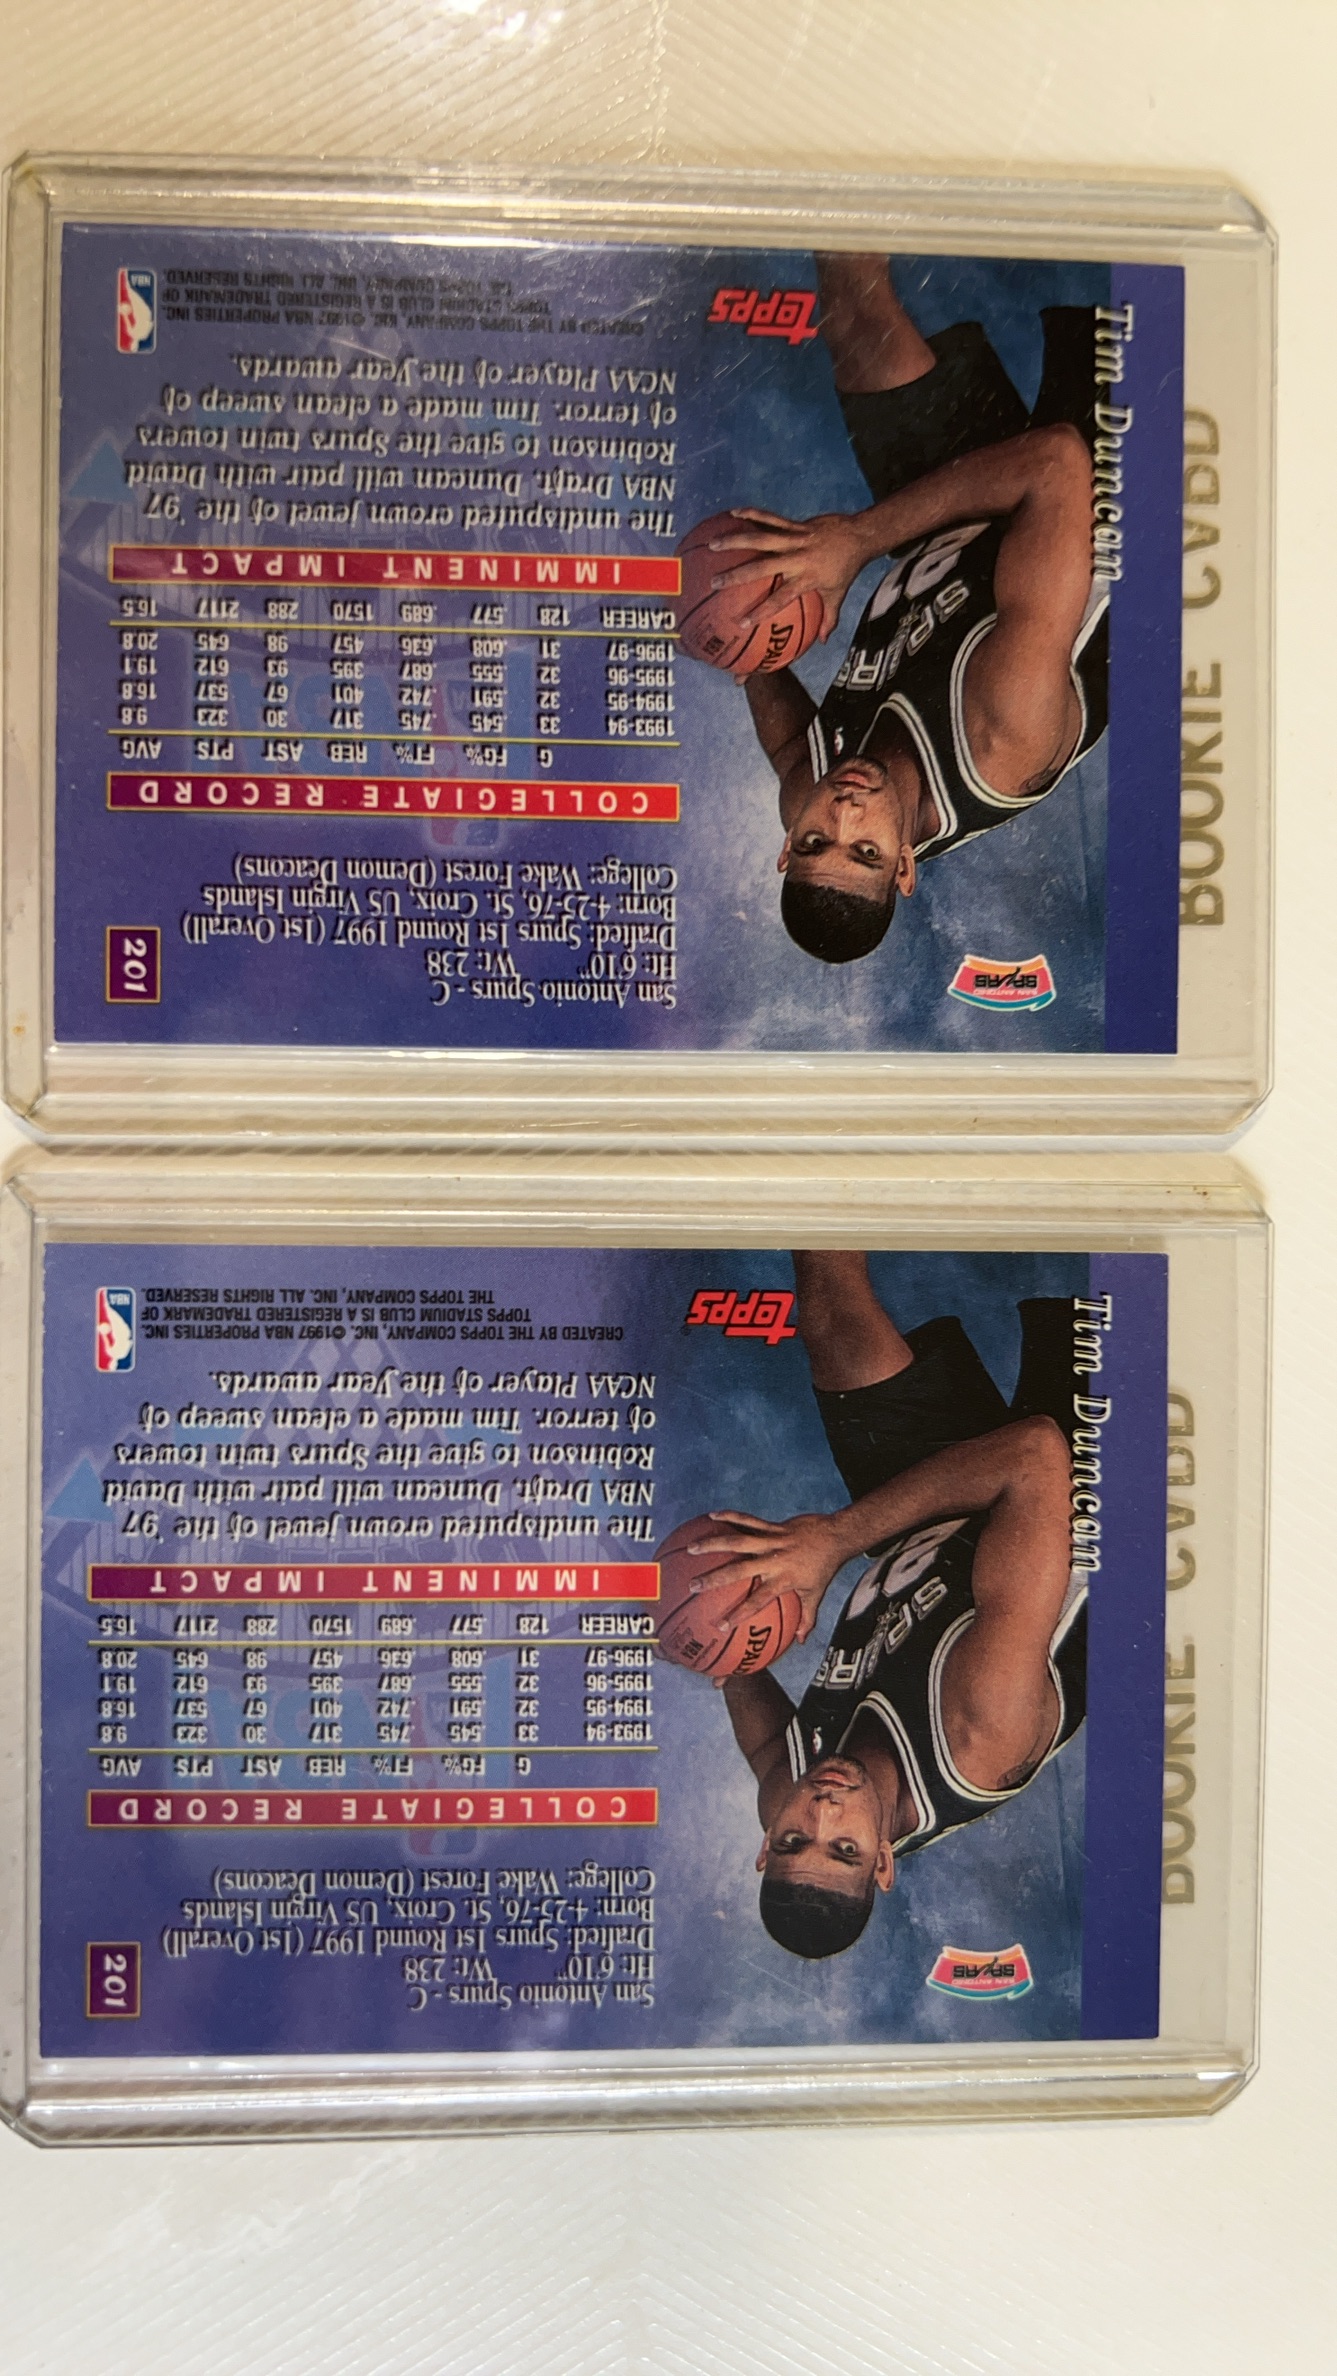 ROOKIE CARD
Tim Duncan
SAN ANTONIO
SPURS
San Antonio Spurs - C
Ht: 6'10" Wt: 238
Drafted: Spurs 1st Round 1997 (1st Overall)
Born: 4-25-76, St. Croix, US Virgin Islands
College: Wake Forest (Demon Deacons)
201
COLLEGIATE RECORD
G FG% FT% REB AST PTS AVG
1993-94 33 .545 .745 317 30 323 9.8
1994-95 32 .591 .742 401 67 537 16.8
1995-96 32 .555 .687 395 93 612 19.1
1996-97 31 .608 .636 457 98 645 20.8
CAREER 128 .577 .689 1570 288 2117 16.5
IMMINENT IMPACT
The undisputed crown jewel of the '97
NBA Draft, Duncan will pair with David
Robinson to give the Spurs twin towers
of terror. Tim made a clean sweep of
NCAA Player of the Year awards.
CREATED BY THE TOPPS COMPANY, INC. ©1997 NBA PROPERTIES INC.
TOPPS STADIUM CLUB IS A REGISTERED TRADEMARK OF
THE TOPPS COMPANY, INC. ALL RIGHTS RESERVED.
NBA
Topps
SPURS
21
SPALD
NBA
ROOKIE CARD
Tim Duncan
SAN ANTONIO
SPURS
San Antonio Spurs - C
Ht: 6'10" Wt: 238
Drafted: Spurs 1st Round 1997 (1st Overall)
Born: 4-25-76, St. Croix, US Virgin Islands
College: Wake Forest (Demon Deacons)
201
COLLEGIATE RECORD
G FG% FT% REB AST PTS AVG
1993-94 33 .545 .745 317 30 323 9.8
1994-95 32 .591 .742 401 67 537 16.8
1995-96 32 .555 .687 395 93 612 19.1
1996-97 31 .608 .636 457 98 645 20.8
CAREER 128 .577 .689 1570 288 2117 16.5
IMMINENT IMPACT
The undisputed crown jewel of the '97
NBA Draft, Duncan will pair with David
Robinson to give the Spurs twin towers
of terror. Tim made a clean sweep of
NCAA Player of the Year awards.
CREATED BY THE TOPPS COMPANY, INC. ©1997 NBA PROPERTIES INC.
TOPPS STADIUM CLUB IS A REGISTERED TRADEMARK OF
THE TOPPS COMPANY, INC. ALL RIGHTS RESERVED.
NBA
Topps
SPURS
21
SPALD
NBA